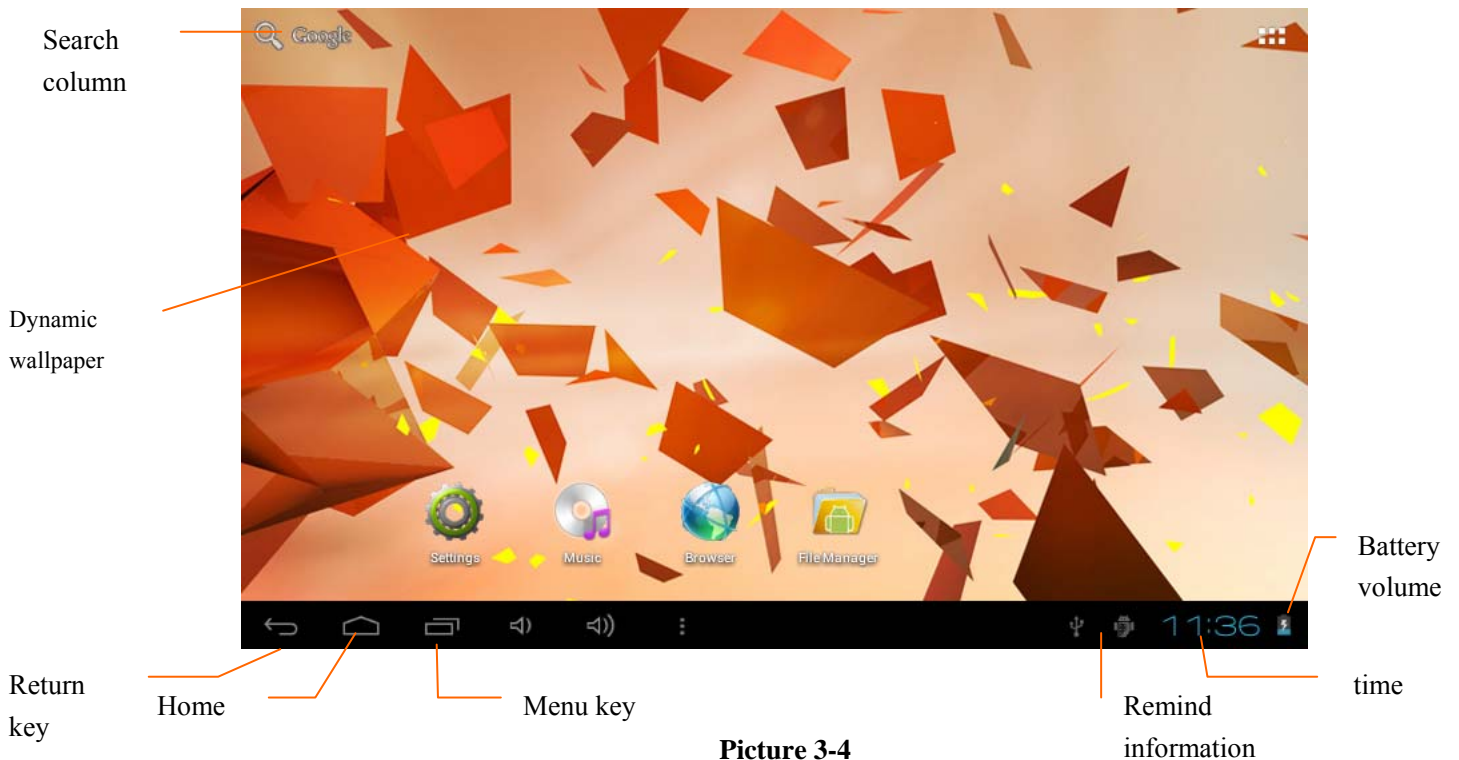 Search
column
Google
Dynamic
wallpaper
Settings
Music
Browser
File Manager
Battery
volume
11:36
Return
key
Home
Menu key
Remind
information
time
Picture 3-4